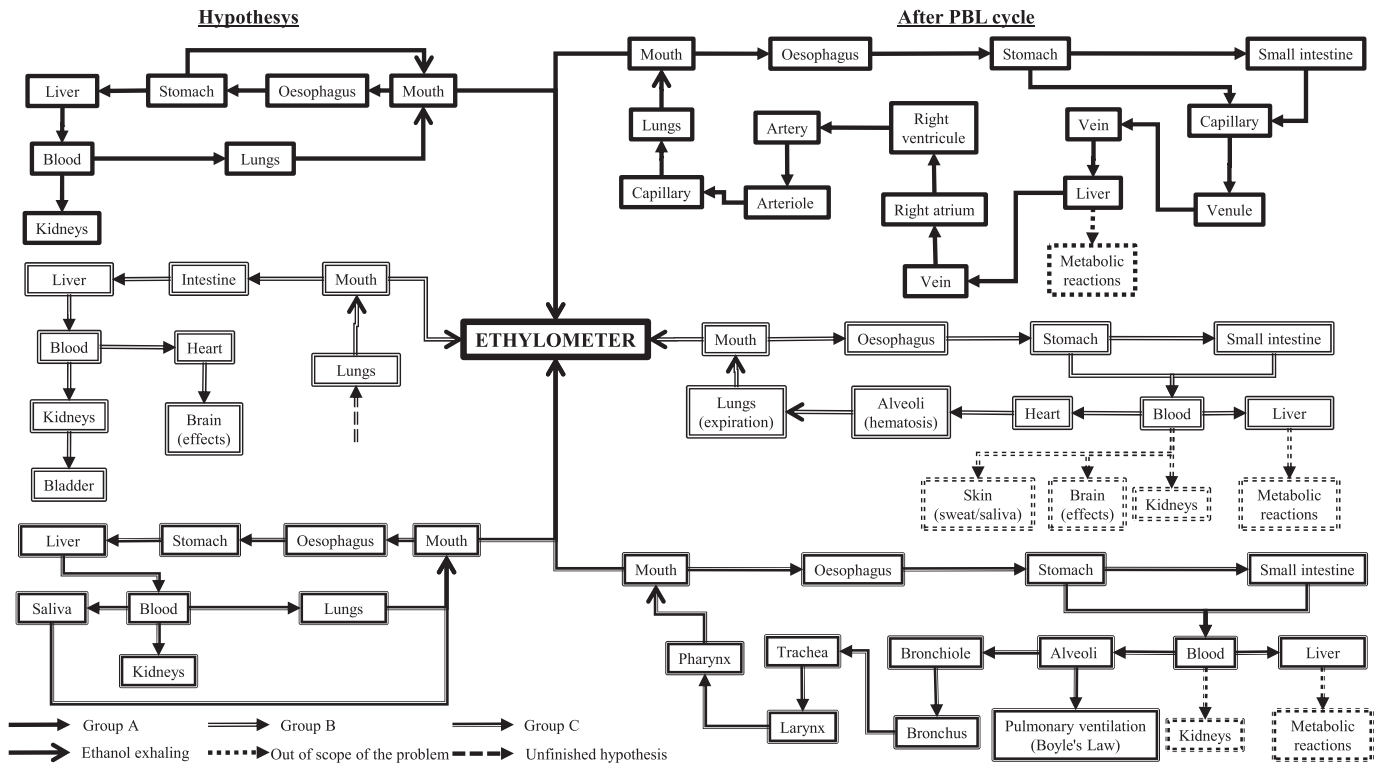 Hypothesys
After PBL cycle
Mouth
Oesophagus
Stomach
Small intestine
Liver
Stomach
Oesophagus
Mouth
Lungs
Artery
Right
ventricule
Vein
Capillary
Blood
Lungs
Capillary
Arteriole
Right atrium
Liver
Venule
Kidneys
Vein
Metabolic
reactions
Liver
Intestine
Mouth
ETHYLOMETER
Mouth
Oesophagus
Stomach
Small intestine
Blood
Heart
Lungs
Lungs
(expiration)
Alveoli
(hematosis)
Heart
Blood
Liver
Kidneys
Brain
(effects)
Bladder
Skin
(sweat/saliva)
Brain
(effects)
Kidneys
Metabolic
reactions
Liver
Stomach
Oesophagus
Mouth
Mouth
Oesophagus
Stomach
Small intestine
Saliva
Blood
Lungs
Kidneys
Pharynx
Trachea
Bronchiole
Alveoli
Blood
Liver
Larynx
Bronchus
Pulmonary ventilation
(Boyle's Law)
Kidneys
Metabolic
reactions
Group A
Group B
Group C
Ethanol exhaling
Out of scope of the problem
Unfinished hypothesis